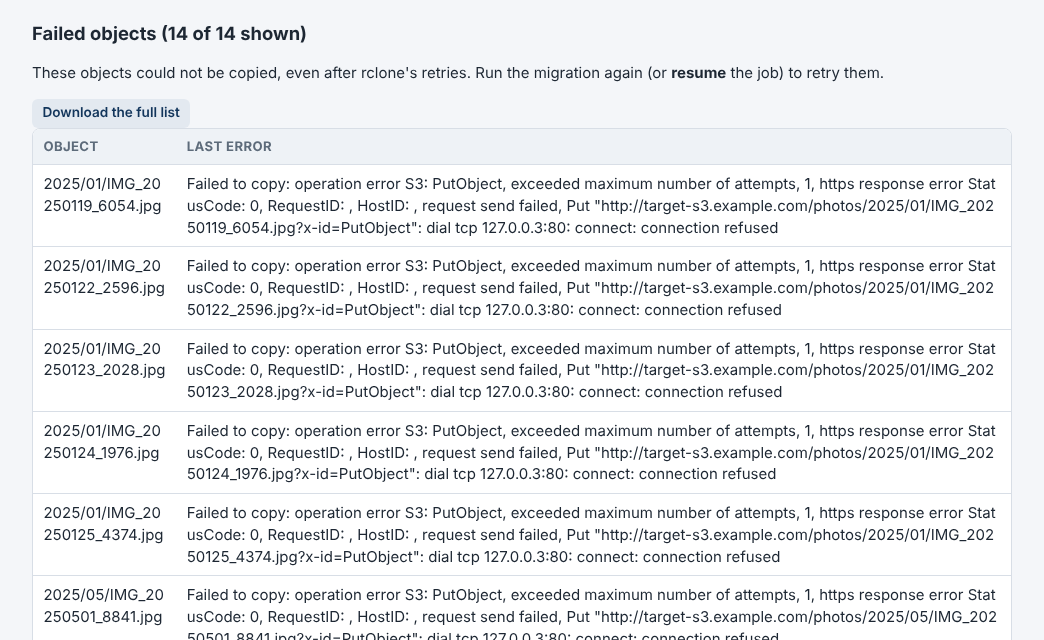 Failed objects (14 of 14 shown)
These objects could not be copied, even after rclone's retries. Run the migration again (or resume the job) to retry them.
Download the full list
OBJECT LAST ERROR
2025/01/IMG_20 Failed to copy: operation error S3: PutObject, exceeded maximum number of attempts, 1, https response error Stat
250119_6054.jpg usCode: 0, RequestID: , HostID: , request send failed, Put "http://target-s3.example.com/photos/2025/01/IMG_202
50119_6054.jpg?x-id=PutObject": dial tcp 127.0.0.3:80: connect: connection refused
2025/01/IMG_20 Failed to copy: operation error S3: PutObject, exceeded maximum number of attempts, 1, https response error Stat
250122_2596.jpg usCode: 0, RequestID: , HostID: , request send failed, Put "http://target-s3.example.com/photos/2025/01/IMG_202
50122_2596.jpg?x-id=PutObject": dial tcp 127.0.0.3:80: connect: connection refused
2025/01/IMG_20 Failed to copy: operation error S3: PutObject, exceeded maximum number of attempts, 1, https response error Stat
250123_2028.jpg usCode: 0, RequestID: , HostID: , request send failed, Put "http://target-s3.example.com/photos/2025/01/IMG_202
50123_2028.jpg?x-id=PutObject": dial tcp 127.0.0.3:80: connect: connection refused
2025/01/IMG_20 Failed to copy: operation error S3: PutObject, exceeded maximum number of attempts, 1, https response error Stat
250124_1976.jpg usCode: 0, RequestID: , HostID: , request send failed, Put "http://target-s3.example.com/photos/2025/01/IMG_202
50124_1976.jpg?x-id=PutObject": dial tcp 127.0.0.3:80: connect: connection refused
2025/01/IMG_20 Failed to copy: operation error S3: PutObject, exceeded maximum number of attempts, 1, https response error Stat
250125_4374.jpg usCode: 0, RequestID: , HostID: , request send failed, Put "http://target-s3.example.com/photos/2025/01/IMG_202
50125_4374.jpg?x-id=PutObject": dial tcp 127.0.0.3:80: connect: connection refused
2025/05/IMG_20 Failed to copy: operation error S3: PutObject, exceeded maximum number of attempts, 1, https response error Stat
250501_8841.jpg usCode: 0, RequestID: , HostID: , request send failed, Put "http://target-s3.example.com/photos/2025/05/IMG_202
50501_8841.jpg?x-id=PutObject": dial tcp 127.0.0.3:80: connect: connection refused